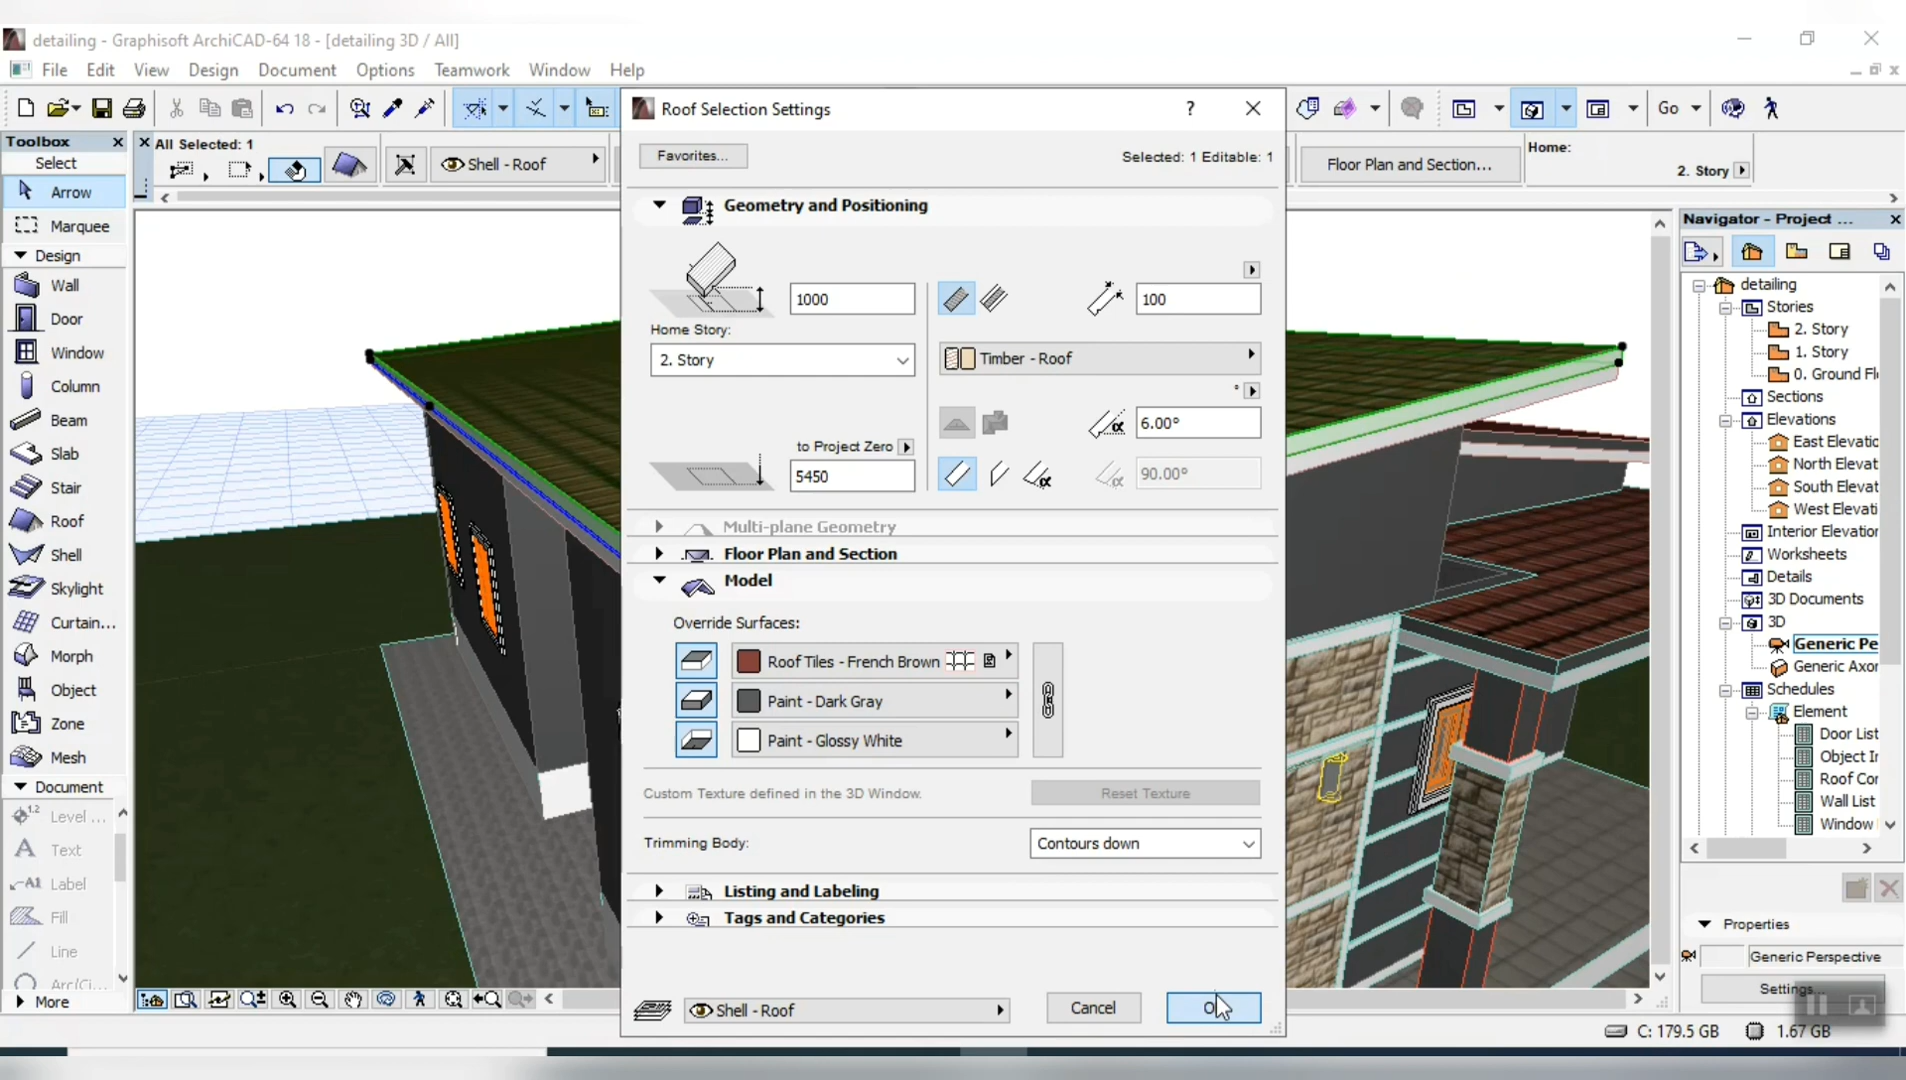 detailing - Graphisoft ArchiCAD-64 18 - [detailing 3D / All]
File Edit View Design Document Options Teamwork Window Help
Go
Toolbox
Select
Arrow
Marquee
Design
Wall
Door
Window
Column
Beam
Slab
Stair
Roof
Shell
Skylight
Curtain...
Morph
Object
Zone
Mesh
Document
Level ...
Text
A1 Label
Fill
Line
Arc/Ci...
More
All Selected: 1
Shell - Roof
Roof Selection Settings
?
Favorites...
Selected: 1 Editable: 1
Geometry and Positioning
1000
100
Home Story:
2. Story
Timber - Roof
°
6.00°
to Project Zero
5450
90.00°
Multi-plane Geometry
Floor Plan and Section
Model
Override Surfaces:
Roof Tiles - French Brown
Paint - Dark Gray
Paint - Glossy White
Custom Texture defined in the 3D Window.
Reset Texture
Trimming Body:
Contours down
Listing and Labeling
Tags and Categories
Shell - Roof
Cancel
Floor Plan and Section...
Home:
2. Story
Navigator - Project ...
detailing
Stories
2. Story
1. Story
0. Ground Fl
Sections
Elevations
East Elevatic
North Elevat
South Elevat
West Elevati
Interior Elevation
Worksheets
Details
3D Documents
3D
Generic Pe
Generic Axor
Schedules
Element
Door List
Object In
Roof Cor
Wall List
Window
Properties
Generic Perspective
Settings...
C: 179.5 GB
1.67 GB